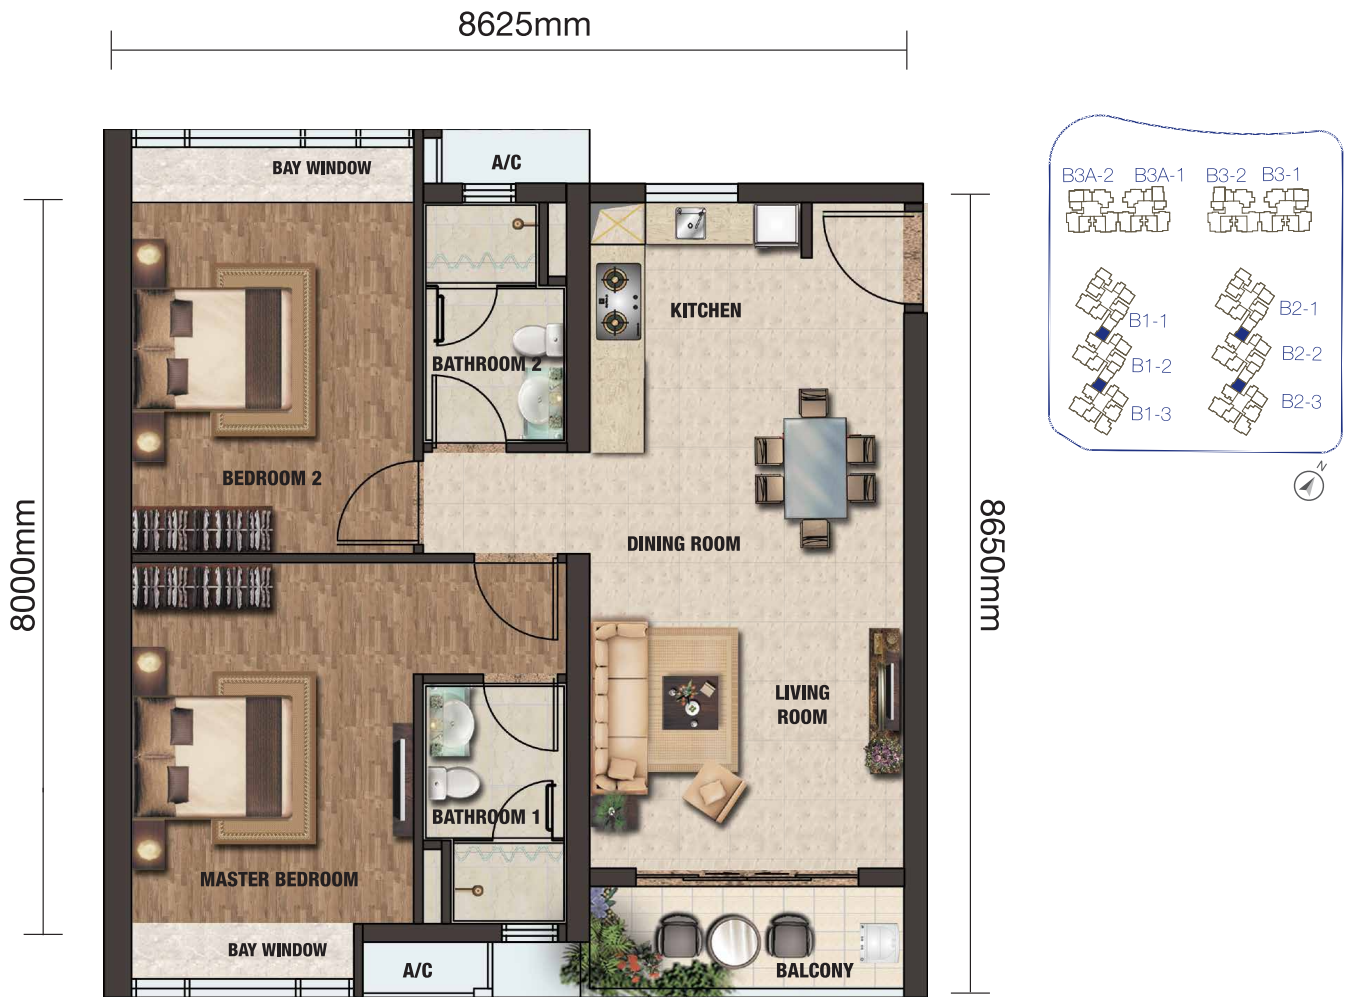 8625mm
BAY WINDOW
A/C
B3A-2 B3A-1 B3-2 B3-1
KITCHEN
B1-1
B2-1
BATHROOM 2
B1-2
B2-2
B1-3
B2-3
BEDROOM 2
N
8000mm
DINING ROOM
8650mm
LIVING
ROOM
BATHROOM 1
MASTER BEDROOM
BAY WINDOW
A/C
BALCONY